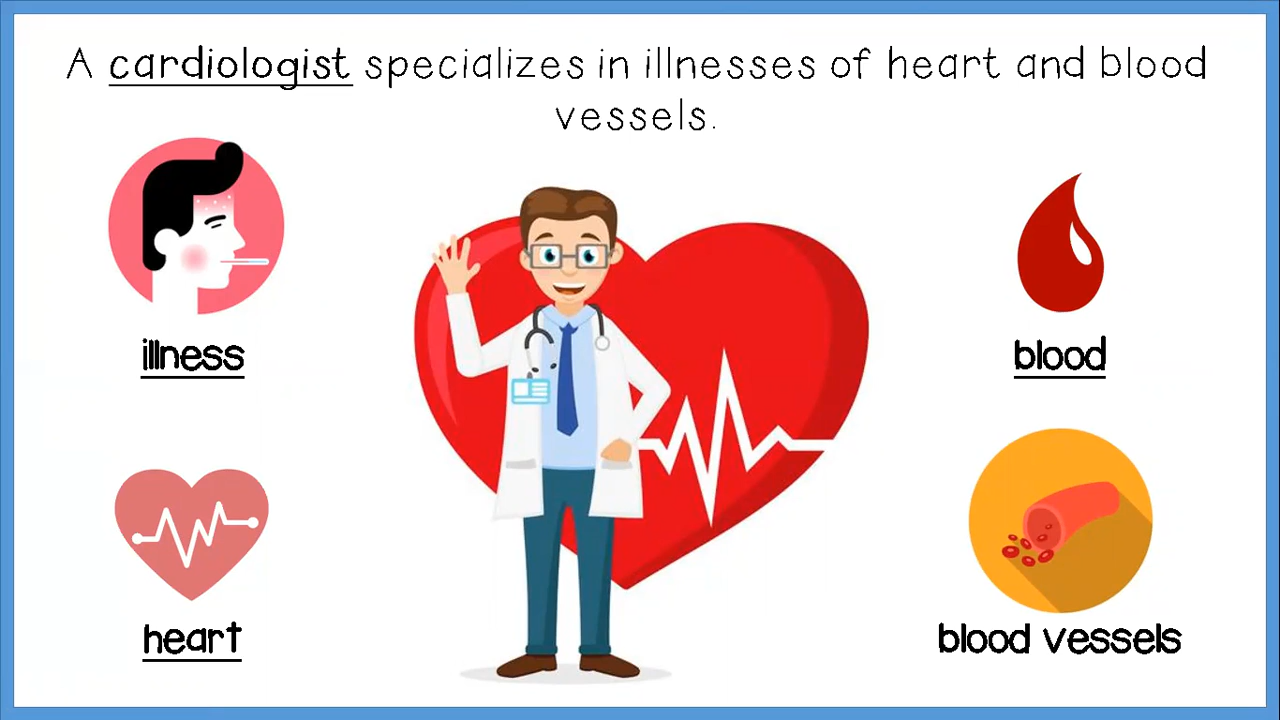 A cardiologist specializes in illnesses of heart and blood
vessels.
illness
blood
heart
blood vessels